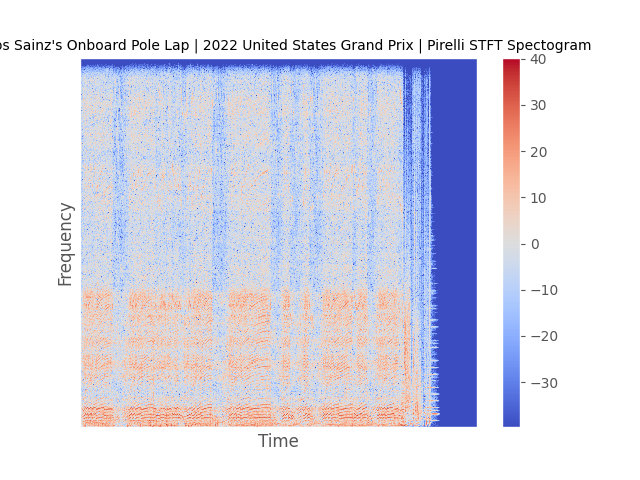 os Sainz's Onboard Pole Lap | 2022 United States Grand Prix | Pirelli STFT Spectogram
40
30
20
10
0
−10
−20
−30
Frequency
Time